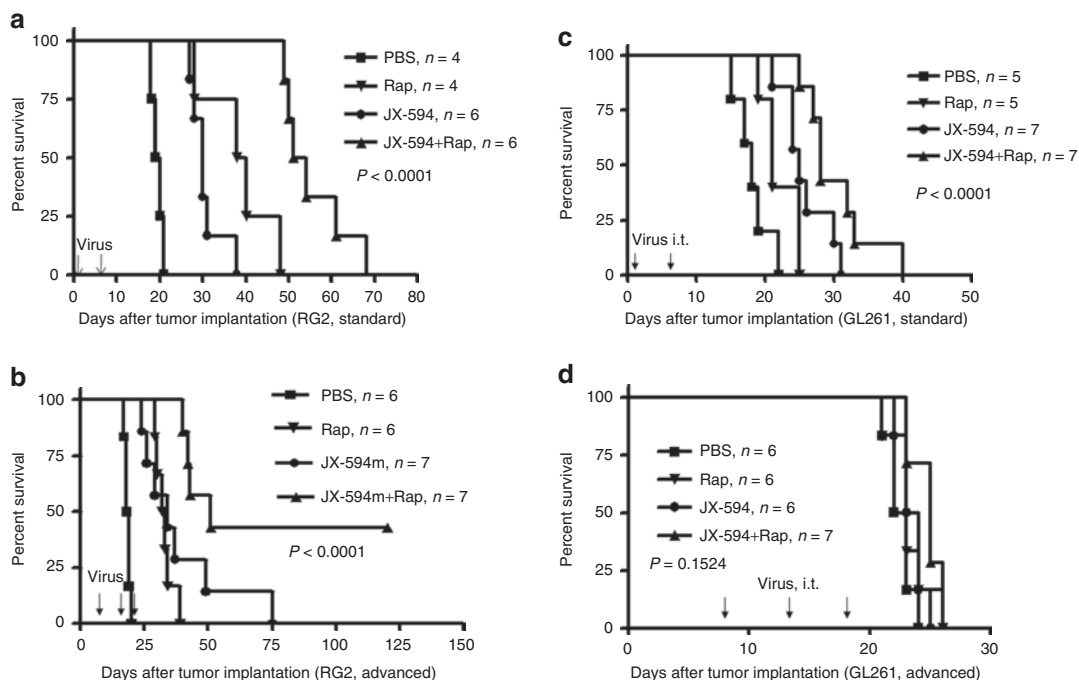 a
Percent survival
100
75
50
25
0
Virus
PBS, n = 4
Rap, n = 4
JX-594, n = 6
JX-594+Rap, n = 6
P < 0.0001
0 10 20 30 40 50 60 70 80
Days after tumor implantation (RG2, standard)
b
Percent survival
100
75
50
25
0
Virus
PBS, n = 6
Rap, n = 6
JX-594m, n = 7
JX-594m+Rap, n = 7
P < 0.0001
0 25 50 75 100 120 150
Days after tumor implantation (RG2, advanced)
c
Percent survival
100
75
50
25
0
Virus i.t.
PBS, n = 5
Rap, n = 5
JX-594, n = 7
JX-594+Rap, n = 7
P < 0.0001
0 10 20 30 40 50
Days after tumor implantation (GL261, standard)
d
Percent survival
100
75
50
25
0
PBS, n = 6
Rap, n = 6
JX-594, n = 6
JX-594+Rap, n = 7
P = 0.1524
Virus, i.t.
0 10 20 30
Days after tumor implantation (GL261, advanced)